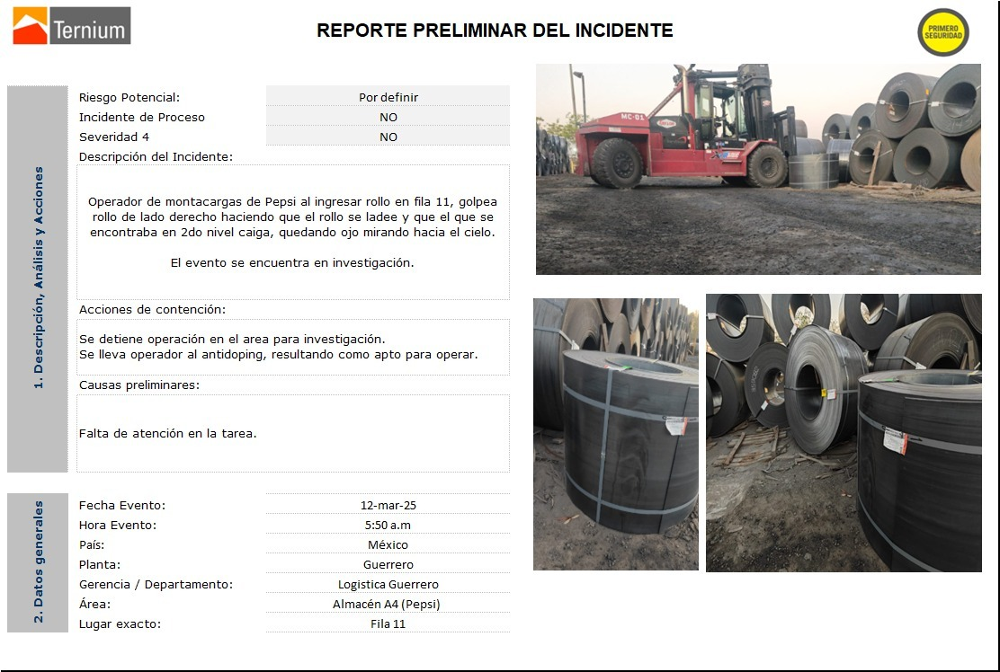 Ternium
REPORTE PRELIMINAR DEL INCIDENTE
PRIMERO
SEGURIDAD
1. Descripción, Análisis y Acciones
Riesgo Potencial: Por definir
Incidente de Proceso NO
Severidad 4 NO
Descripción del Incidente:
Operador de montacargas de Pepsi al ingresar rollo en fila 11, golpea
rollo de lado derecho haciendo que el rollo se ladee y que el que se
encontraba en 2do nivel caiga, quedando ojo mirando hacia el cielo.
El evento se encuentra en investigación.
Acciones de contención:
Se detiene operación en el area para investigación.
Se lleva operador al antidoping, resultando como apto para operar.
Causas preliminares:
Falta de atención en la tarea.
2. Datos generales
Fecha Evento: 12-mar-25
Hora Evento: 5:50 a.m
País: México
Planta: Guerrero
Gerencia / Departamento: Logistica Guerrero
Área: Almacén A4 (Pepsi)
Lugar exacto: Fila 11
MC-01